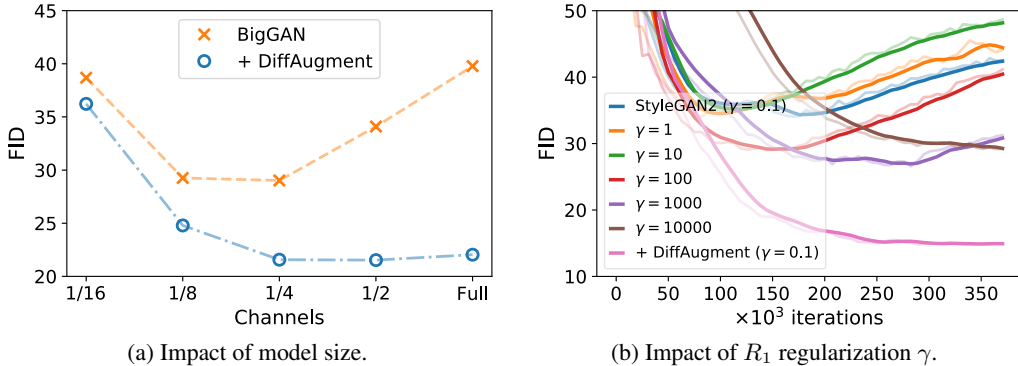 45
40
35
30
25
20
FID
BigGAN
+ DiffAugment
1/16 1/8 1/4 1/2 Full
Channels
(a) Impact of model size.
50
40
30
20
10
FID
StyleGAN2 (γ = 0.1)
γ = 1
γ = 10
γ = 100
γ = 1000
γ = 10000
+ DiffAugment (γ = 0.1)
0 50 100 150 200 250 300 350
×10³ iterations
(b) Impact of R₁ regularization γ.